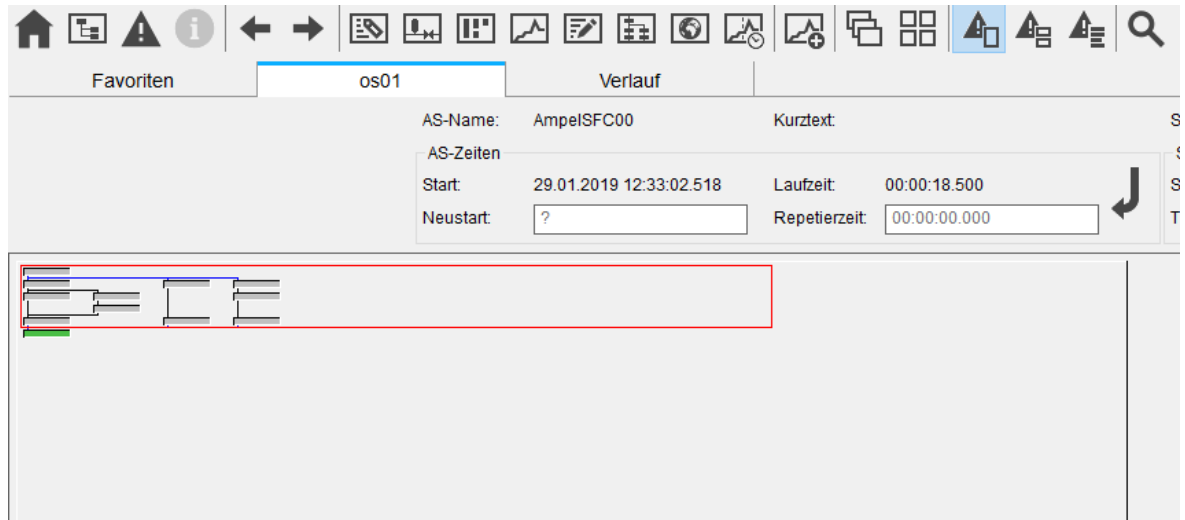 Favoriten os01 Verlauf
AS-Name: AmpelSFC00 Kurztext: S
AS-Zeiten S
Start: 29.01.2019 12:33:02.518 Laufzeit: 00:00:18.500 S
Neustart: ? Repetierzeit: 00:00:00.000 T